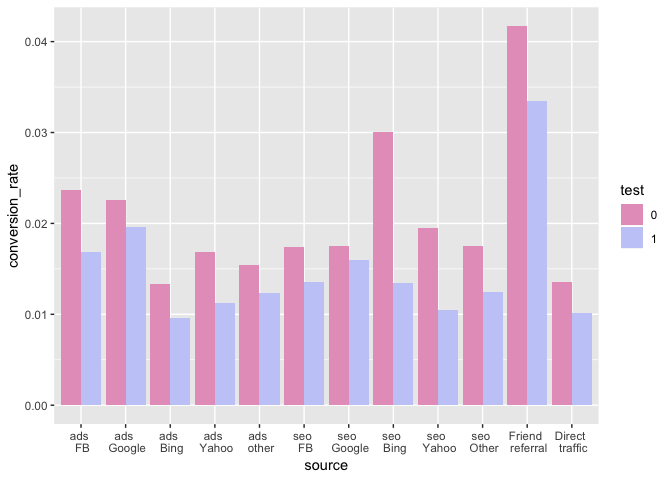 0.04
0.03
0.02
0.01
0.00
conversion_rate
ads ads ads ads ads seo seo seo seo seo Friend Direct
FB Google Bing Yahoo other FB Google Bing Yahoo Other referral traffic
source
test
0
1